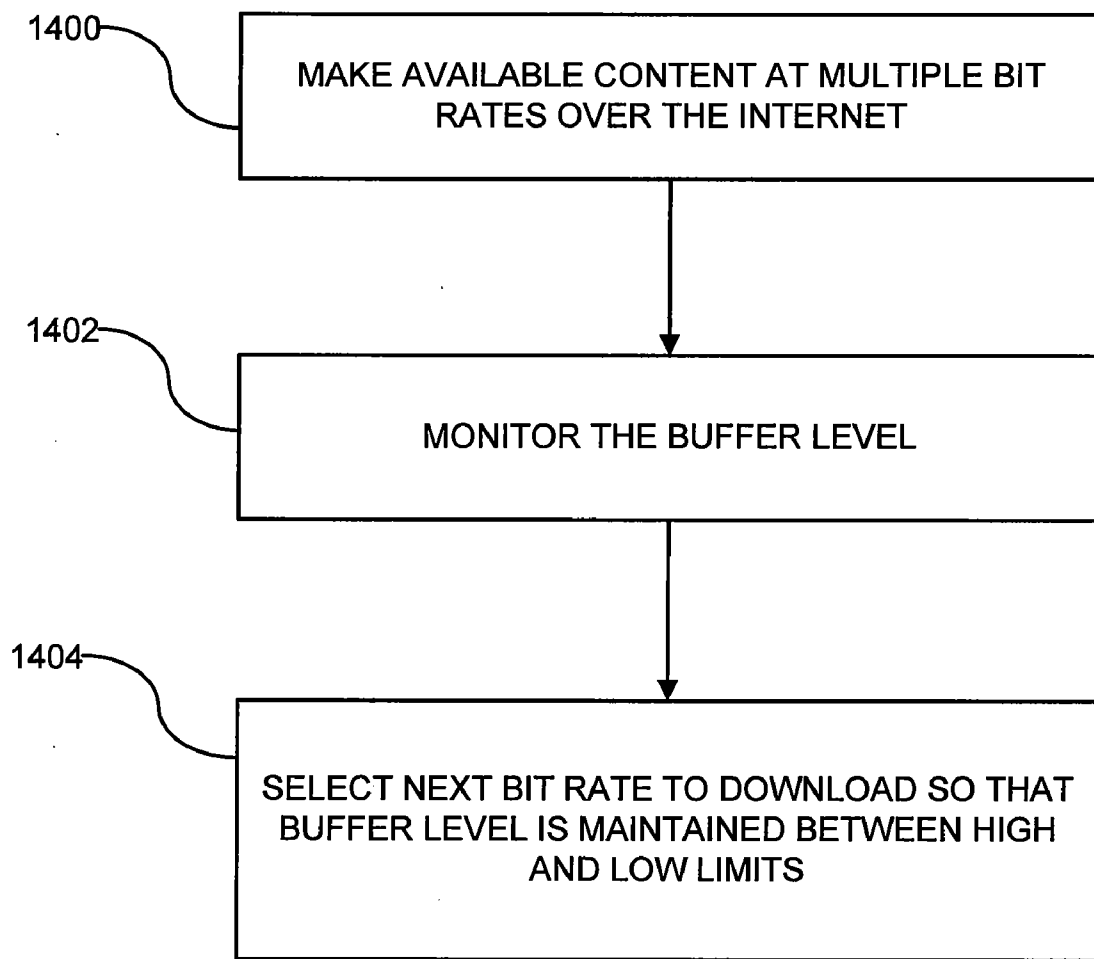 1400
MAKE AVAILABLE CONTENT AT MULTIPLE BIT
RATES OVER THE INTERNET
1402
MONITOR THE BUFFER LEVEL
1404
SELECT NEXT BIT RATE TO DOWNLOAD SO THAT
BUFFER LEVEL IS MAINTAINED BETWEEN HIGH
AND LOW LIMITS